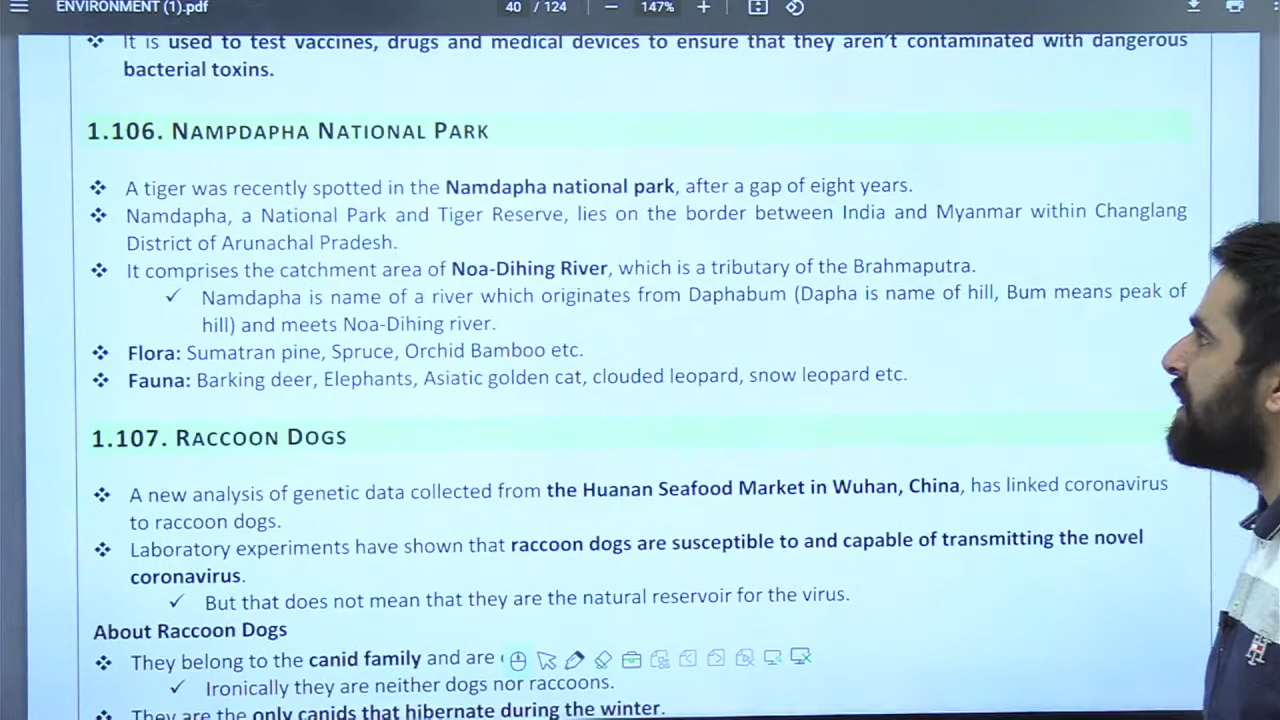 ENVIRONMENT (1).pdf
40 / 124
147%
It is used to test vaccines, drugs and medical devices to ensure that they aren't contaminated with dangerous
bacterial toxins.
1.106. NAMPDAPHA NATIONAL PARK
A tiger was recently spotted in the Namdapha national park, after a gap of eight years.
Namdapha, a National Park and Tiger Reserve, lies on the border between India and Myanmar within Changlang
District of Arunachal Pradesh.
It comprises the catchment area of Noa-Dihing River, which is a tributary of the Brahmaputra.
Namdapha is name of a river which originates from Daphabum (Dapha is name of hill, Bum means peak of
hill) and meets Noa-Dihing river.
Flora: Sumatran pine, Spruce, Orchid Bamboo etc.
Fauna: Barking deer, Elephants, Asiatic golden cat, clouded leopard, snow leopard etc.
1.107. RACCOON DOGS
A new analysis of genetic data collected from the Huanan Seafood Market in Wuhan, China, has linked coronavirus
to raccoon dogs.
Laboratory experiments have shown that raccoon dogs are susceptible to and capable of transmitting the novel
coronavirus.
But that does not mean that they are the natural reservoir for the virus.
About Raccoon Dogs
They belong to the canid family and are
Ironically they are neither dogs nor raccoons.
They are the only canids that hibernate during the winter.